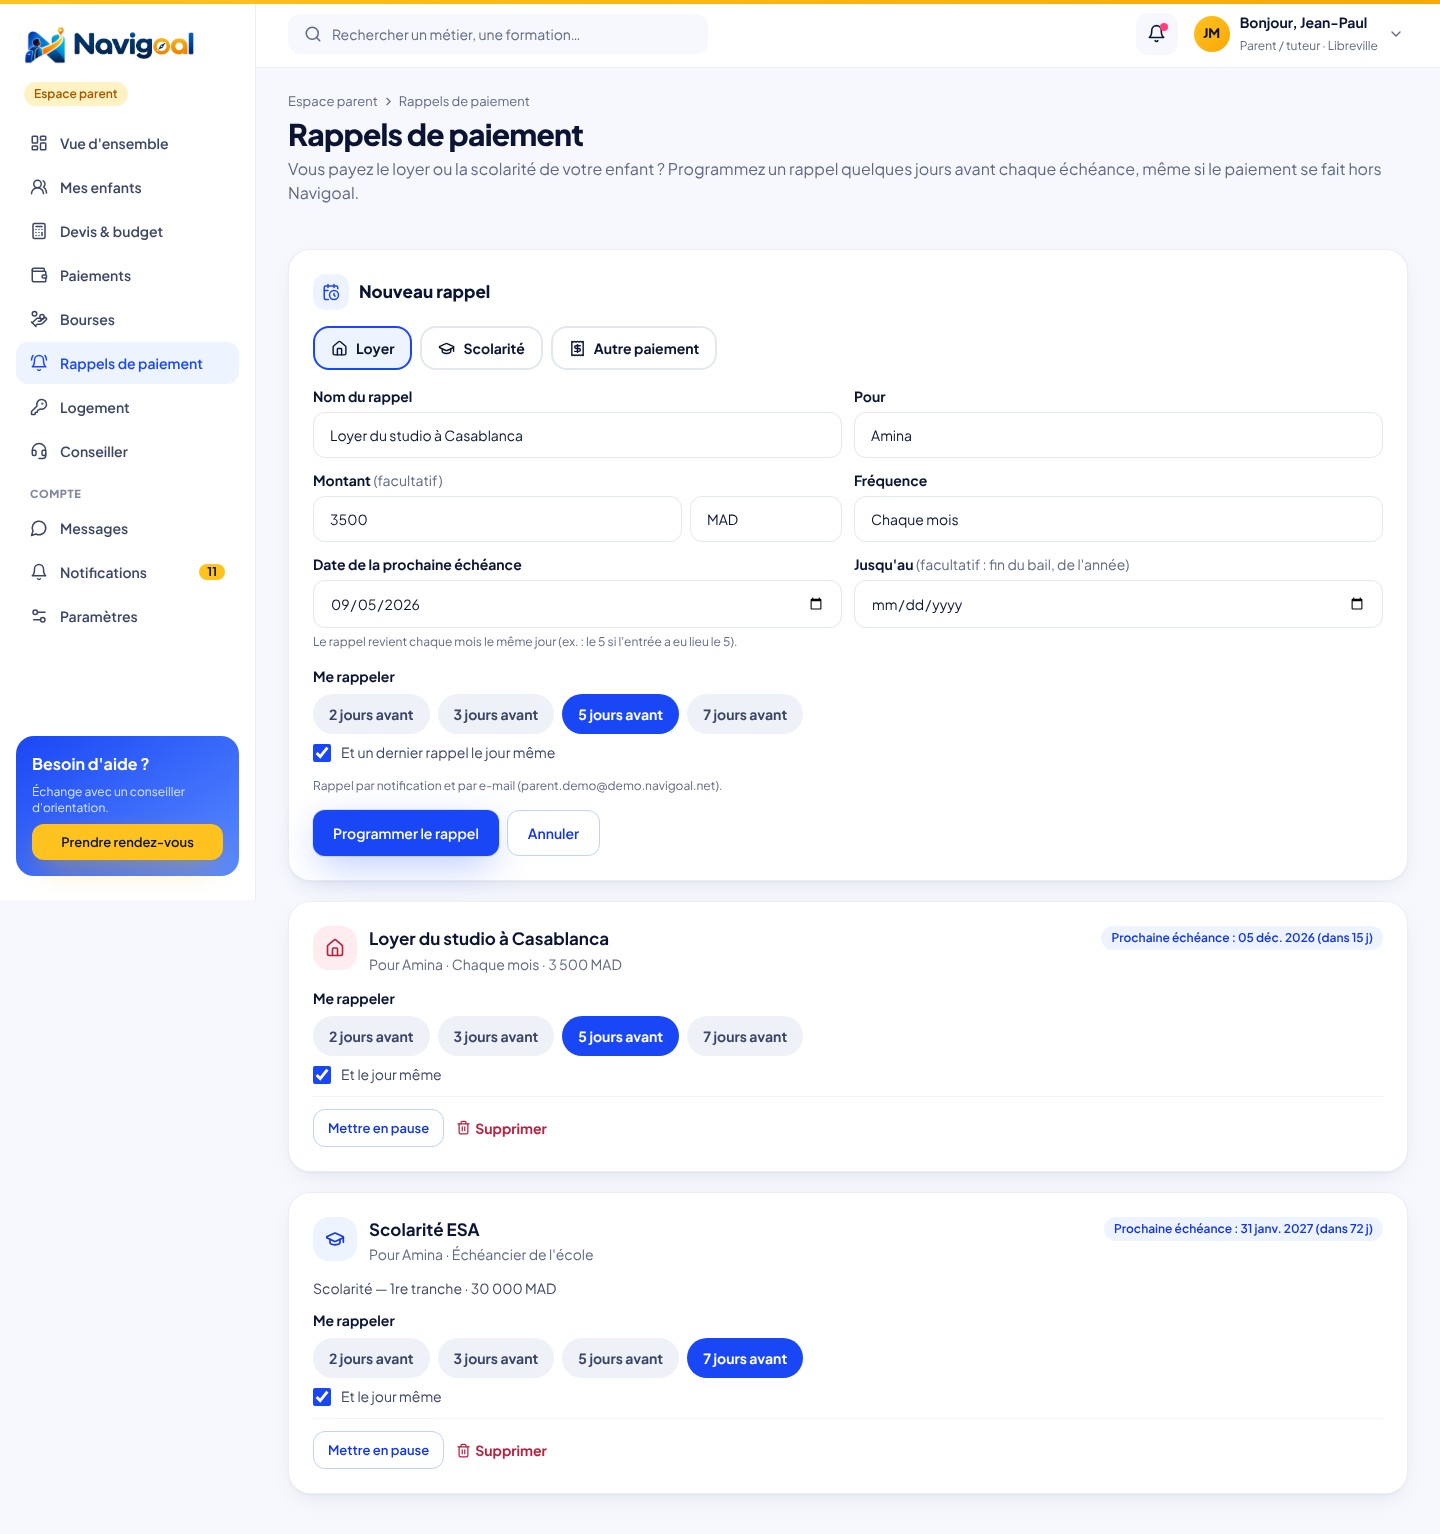 Navigoal
Espace parent
Vue d'ensemble
Mes enfants
Devis & budget
Paiements
Bourses
Rappels de paiement
Logement
Conseiller
COMPTE
Messages
Notifications 11
Paramètres
Besoin d'aide ?
Échange avec un conseiller
d'orientation.
Prendre rendez-vous
Rechercher un métier, une formation…
JM
Bonjour, Jean-Paul
Parent / tuteur · Libreville
Espace parent > Rappels de paiement
Rappels de paiement
Vous payez le loyer ou la scolarité de votre enfant ? Programmez un rappel quelques jours avant chaque échéance, même si le paiement se fait hors
Navigoal.
Nouveau rappel
Loyer Scolarité Autre paiement
Nom du rappel
Loyer du studio à Casablanca
Pour
Amina
Montant (facultatif)
3500 MAD
Fréquence
Chaque mois
Date de la prochaine échéance
09/05/2026
Le rappel revient chaque mois le même jour (ex. : le 5 si l'entrée a eu lieu le 5).
Jusqu'au (facultatif : fin du bail, de l'année)
mm/dd/yyyy
Me rappeler
2 jours avant 3 jours avant 5 jours avant 7 jours avant
Et un dernier rappel le jour même
Rappel par notification et par e-mail (parent.demo@demo.navigoal.net).
Programmer le rappel Annuler
Loyer du studio à Casablanca
Pour Amina · Chaque mois · 3 500 MAD
Prochaine échéance : 05 déc. 2026 (dans 15 j)
Me rappeler
2 jours avant 3 jours avant 5 jours avant 7 jours avant
Et le jour même
Mettre en pause Supprimer
Scolarité ESA
Pour Amina · Échéancier de l'école
Prochaine échéance : 31 janv. 2027 (dans 72 j)
Scolarité — 1re tranche · 30 000 MAD
Me rappeler
2 jours avant 3 jours avant 5 jours avant 7 jours avant
Et le jour même
Mettre en pause Supprimer